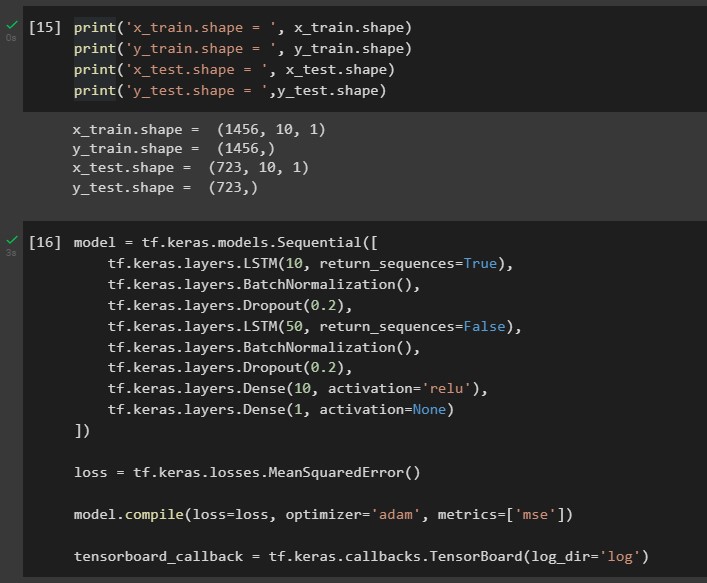 [15] print('x_train.shape = ', x_train.shape)
print('y_train.shape = ', y_train.shape)
print('x_test.shape = ', x_test.shape)
print('y_test.shape = ',y_test.shape)
0s
x_train.shape =  (1456, 10, 1)
y_train.shape =  (1456,)
x_test.shape =  (723, 10, 1)
y_test.shape =  (723,)
[16] model = tf.keras.models.Sequential([
3s
    tf.keras.layers.LSTM(10, return_sequences=True),
    tf.keras.layers.BatchNormalization(),
    tf.keras.layers.Dropout(0.2),
    tf.keras.layers.LSTM(50, return_sequences=False),
    tf.keras.layers.BatchNormalization(),
    tf.keras.layers.Dropout(0.2),
    tf.keras.layers.Dense(10, activation='relu'),
    tf.keras.layers.Dense(1, activation=None)
])
loss = tf.keras.losses.MeanSquaredError()
model.compile(loss=loss, optimizer='adam', metrics=['mse'])
tensorboard_callback = tf.keras.callbacks.TensorBoard(log_dir='log')